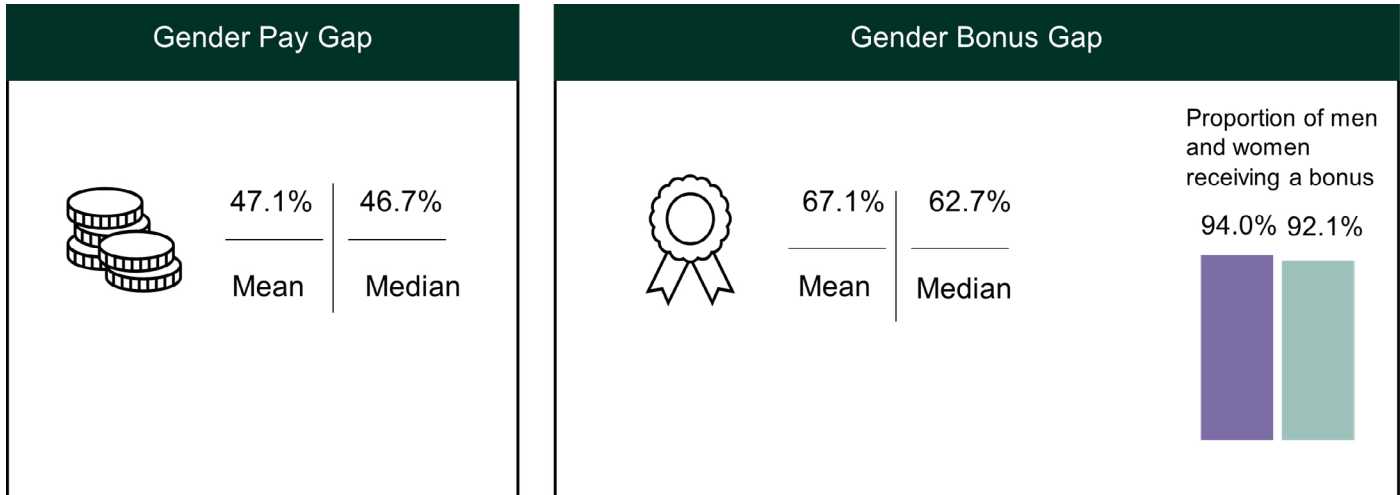 Gender Pay Gap
47.1% 46.7%
Mean Median
Gender Bonus Gap
67.1% 62.7%
Mean Median
Proportion of men
and women
receiving a bonus
94.0% 92.1%